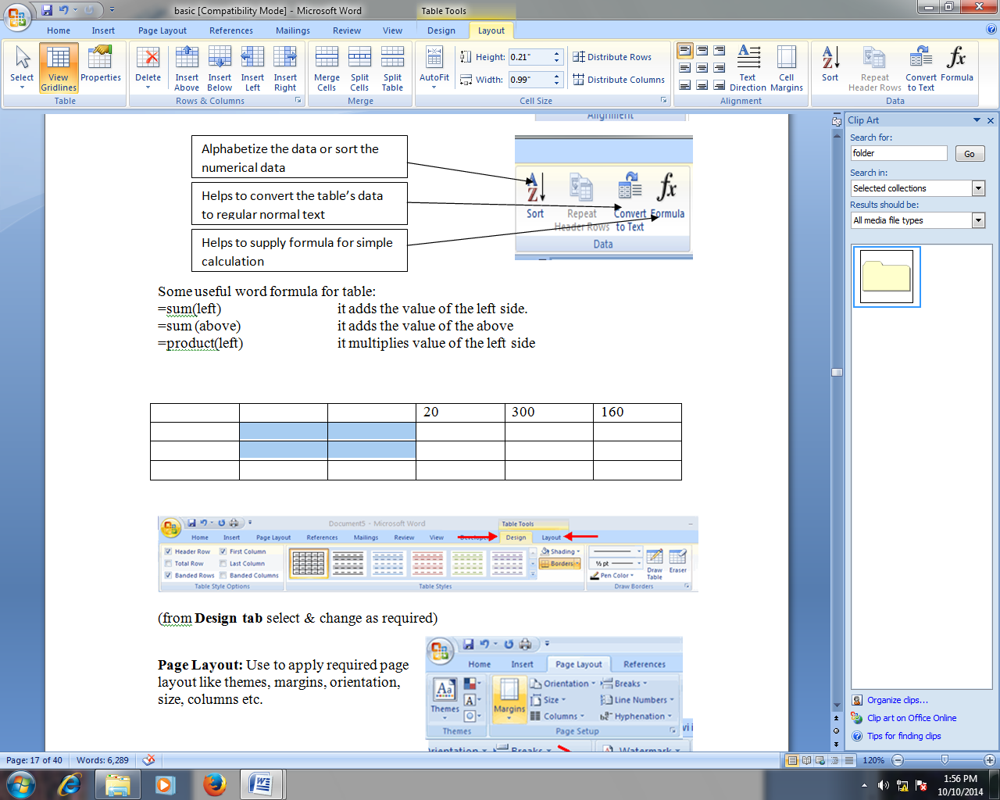 basic [Compatibility Mode] - Microsoft Word
Table Tools
Home Insert Page Layout References Mailings Review View Design Layout
Select
View Gridlines
Properties
Table
Delete
Insert Above
Insert Below
Insert Left
Insert Right
Rows & Columns
Merge Cells
Split Cells
Split Table
Merge
AutoFit
Height: 0.21"
Width: 0.99"
Distribute Rows
Distribute Columns
Cell Size
Text Direction
Cell Margins
Alignment
Sort
Repeat Header Rows
Convert to Text
Formula
Data
Alignment
Alphabetize the data or sort the
numerical data
Helps to convert the table's data
to regular normal text
Helps to supply formula for simple
calculation
Sort
Repeat Header Rows
Convert to Text
Formula
Data
Some useful word formula for table:
=sum(left) it adds the value of the left side.
=sum (above) it adds the value of the above
=product(left) it multiplies value of the left side
20 300 160
Document5 - Microsoft Word
Table Tools
Home Insert Page Layout References Mailings Review View Developer Design Layout
Header Row First Column
Total Row Last Column
Banded Rows Banded Columns
Table Style Options
Table Styles
Shading
Borders
½ pt
Pen Color
Draw Table
Eraser
Draw Borders
(from Design tab select & change as required)
Page Layout: Use to apply required page
layout like themes, margins, orientation,
size, columns etc.
Home Insert Page Layout References
Themes
Themes
Margins
Orientation Breaks
Size Line Numbers
Columns Hyphenation
Page Setup
Orientation Breaks Watermark
Clip Art
Search for:
folder
Go
Search in:
Selected collections
Results should be:
All media file types
Organize clips...
Clip art on Office Online
Tips for finding clips
Page: 17 of 40 Words: 6,289
120%
1:56 PM
10/10/2014